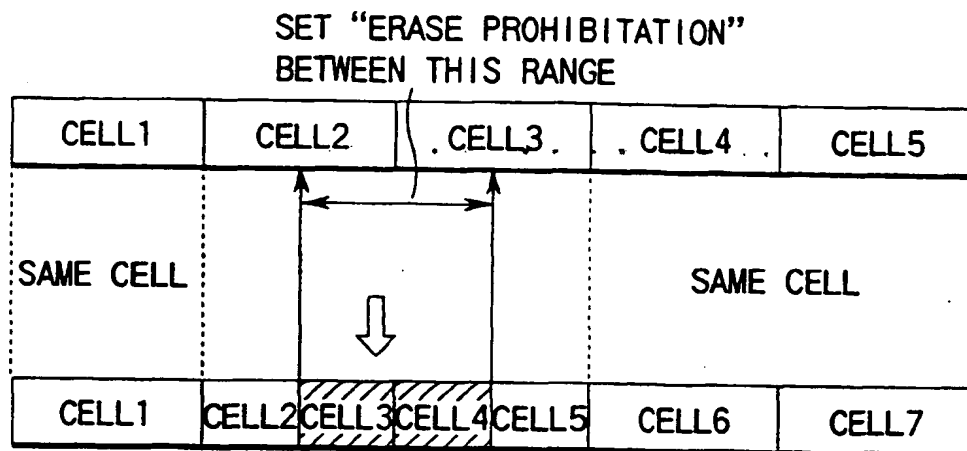 SET “ERASE PROHIBITATION”
BETWEEN THIS RANGE
CELL1 CELL2 CELL3 CELL4 CELL5
SAME CELL SAME CELL
CELL1 CELL2 CELL3 CELL4 CELL5 CELL6 CELL7